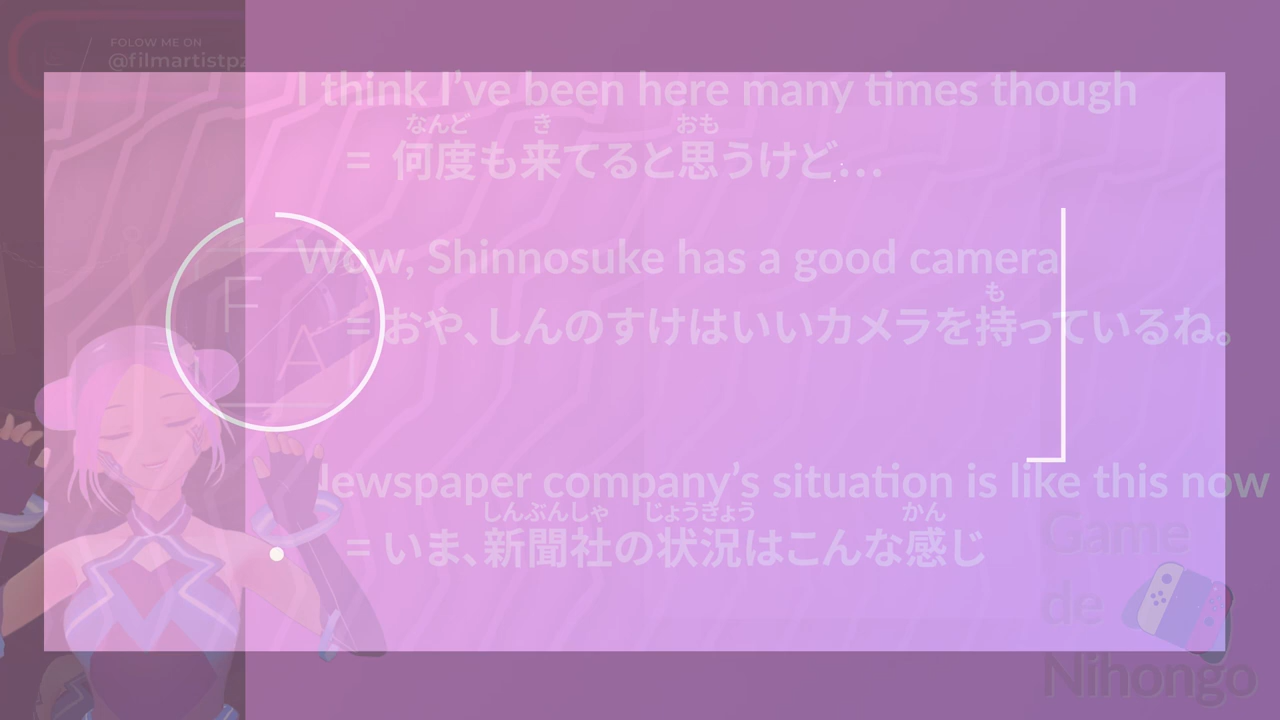 FOLOW ME ON
@filmartistpz
I think I've been here many times though
なんど き おも
= 何度も来てると思うけど...
Wow, Shinnosuke has a good camera
も
= おや、しんのすけはいいカメラを持っているね。
F
A
lewspaper company's situation is like this now
しんぶんしゃ じょうきょう かん
= いま、新聞社の状況はこんな感じ
Game
de
Nihongo